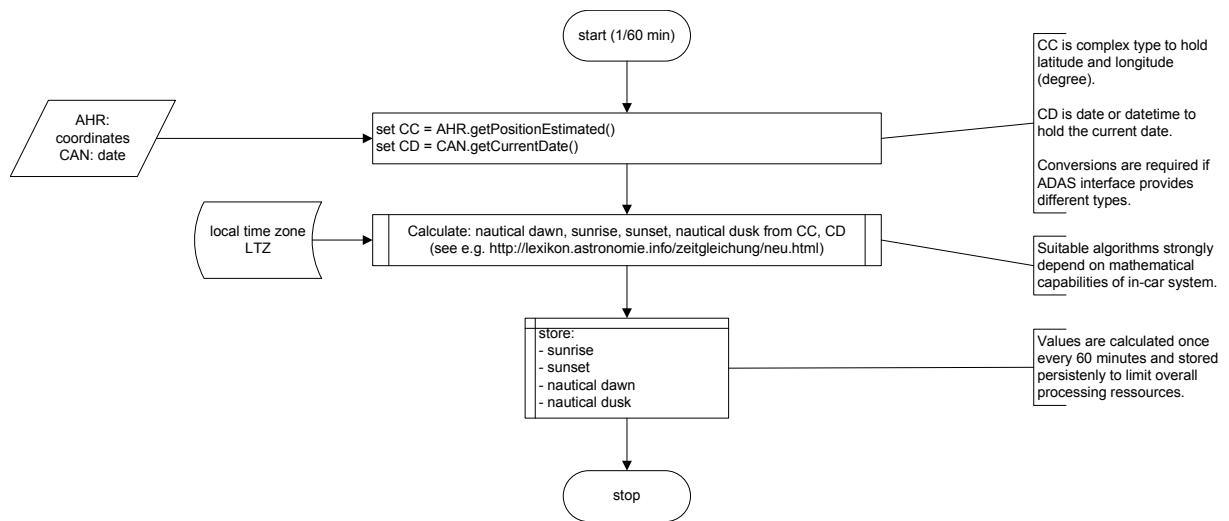 start (1/60 min)
CC is complex type to hold
latitude and longitude
(degree).
CD is date or datetime to
hold the current date.
Conversions are required if
ADAS interface provides
different types.
AHR:
coordinates
CAN: date
set CC = AHR.getPositionEstimated()
set CD = CAN.getCurrentDate()
local time zone
LTZ
Calculate: nautical dawn, sunrise, sunset, nautical dusk from CC, CD
(see e.g. http://lexikon.astronomie.info/zeitgleichung/neu.html)
Suitable algorithms strongly
depend on mathematical
capabilities of in-car system.
store:
- sunrise
- sunset
- nautical dawn
- nautical dusk
Values are calculated once
every 60 minutes and stored
persistenly to limit overall
processing ressources.
stop